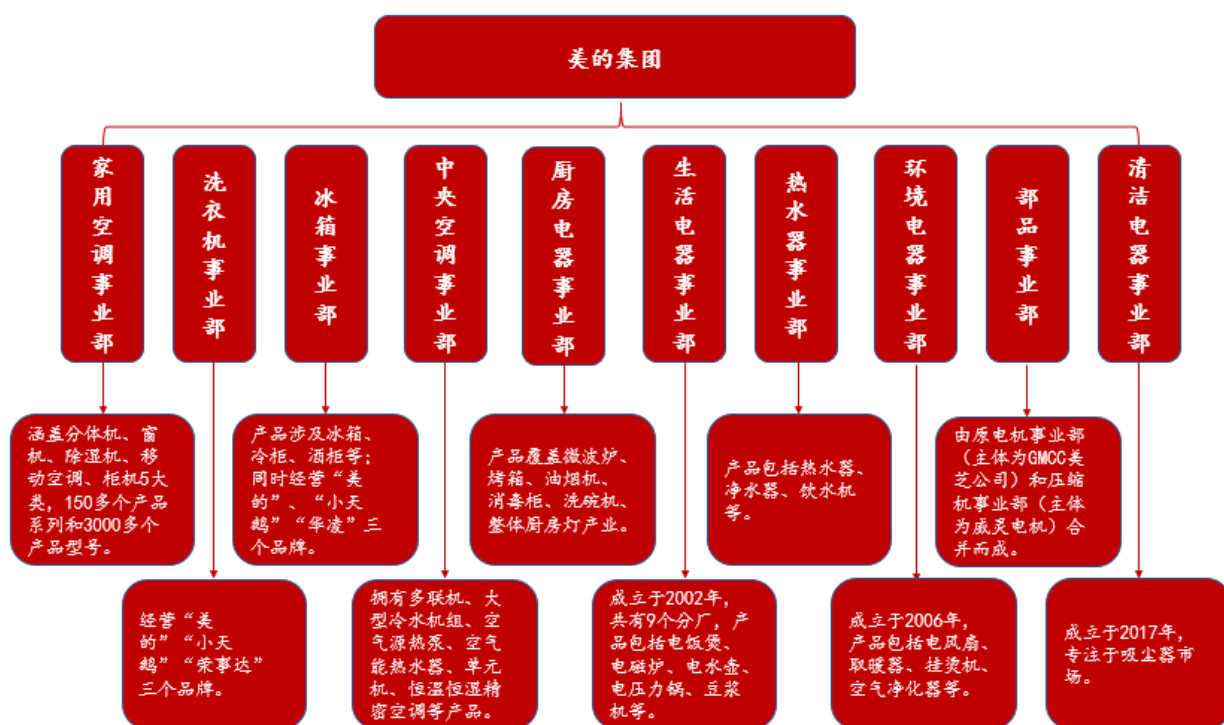 美的集团
家用空调事业部
洗衣机事业部
冰箱事业部
中央空调事业部
厨房电器事业部
生活电器事业部
热水器事业部
环境电器事业部
部品事业部
清洁电器事业部
涵盖分体机、窗
机、除湿机、移
动空调、柜机5大
类，150多个产品
系列和3000多个
产品型号。
产品涉及冰箱、
冷柜、酒柜等；
同时经营“美
的”、“小天
鹅”“华凌”三
个品牌。
产品覆盖微波炉、
烤箱、油烟机、
消毒柜、洗碗机、
整体厨房灯产业。
产品包括热水器、
净水器、饮水机
等。
由原电机事业部
（主体为GMCC美
芝公司）和压缩
机事业部（主体
为威灵电机）合
并而成。
经营“美
的”“小天
鹅”“荣事达”
三个品牌。
拥有多联机、大
型冷水机组、空
气源热泵、空气
能热水器、单元
机、恒温恒湿精
密空调等产品。
成立于2002年，
共有9个分厂，产
品包括电饭煲、
电磁炉、电水壶、
电压力锅、豆浆
机等。
成立于2006年，
产品包括电风扇、
取暖器、挂烫机、
空气净化器等。
成立于2017年，
专注于吸尘器市
场。